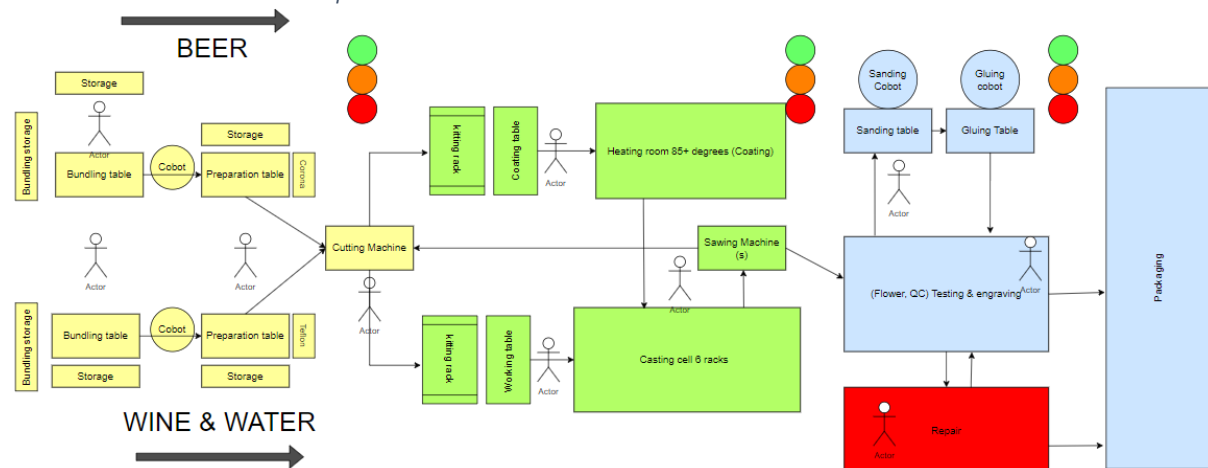 BEER
Storage
Bundling storage
Actor
Bundling table
Cobot
Storage
Preparation table
Corona
Actor
Actor
Bundling storage
Bundling table
Cobot
Preparation table
Teflon
Storage
Storage
WINE & WATER
Cutting Machine
Actor
kitting rack
Coating table
Actor
Heating room 85+ degrees (Coating)
Sawing Machine
(s)
Actor
kitting rack
Working table
Actor
Casting cell 6 racks
Sanding
Cobot
Gluing
cobot
Sanding table
Gluing Table
Actor
(Flower, QC) Testing & engraving
Actor
Repair
Actor
Packaging